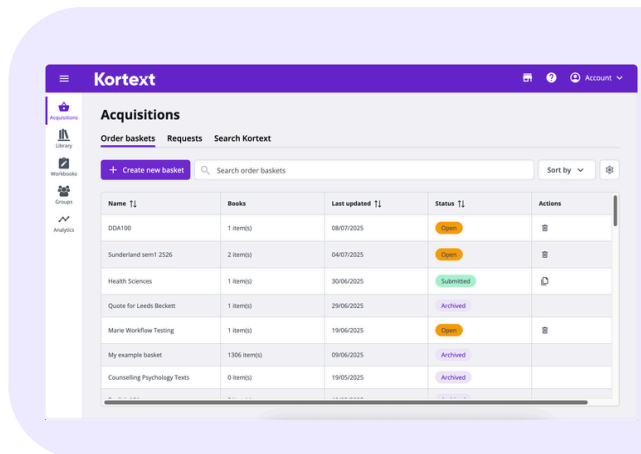 Kortext
Account
Acquisitions
Library
Workbooks
Groups
Analytics
Acquisitions
Order baskets Requests Search Kortext
+ Create new basket Search order baskets Sort by
Name Books Last updated Status Actions
DDA100 1 item(s) 08/07/2025 Open
Sunderland sem1 2526 2 item(s) 04/07/2025 Open
Health Sciences 1 item(s) 30/06/2025 Submitted
Quote for Leeds Beckett 1 item(s) 29/06/2025 Archived
Marie Workflow Testing 1 item(s) 19/06/2025 Open
My example basket 1306 item(s) 09/06/2025 Archived
Counselling Psychology Texts 0 item(s) 19/05/2025 Archived